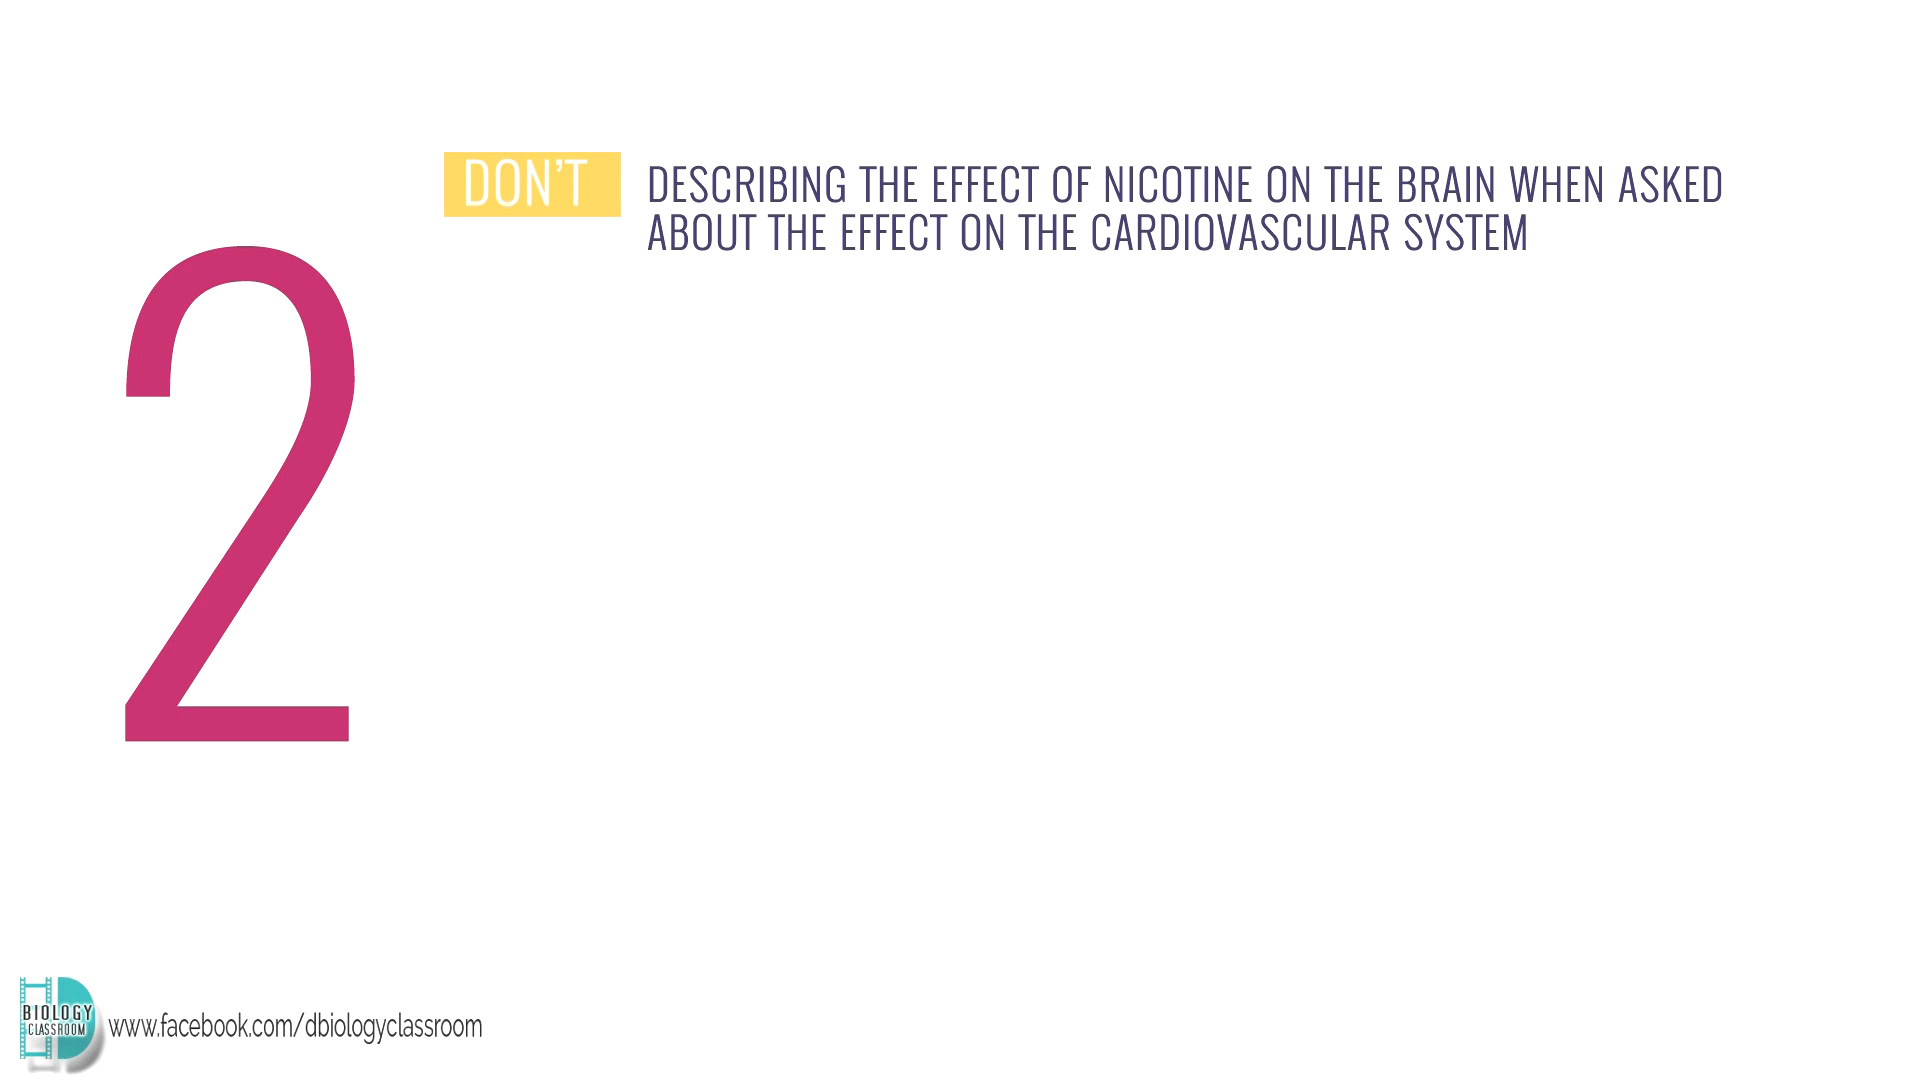 DON'T
DESCRIBING THE EFFECT OF NICOTINE ON THE BRAIN WHEN ASKED
ABOUT THE EFFECT ON THE CARDIOVASCULAR SYSTEM
2
BIOLOGY
CLASSROOM
www.facebook.com/dbiologyclassroom